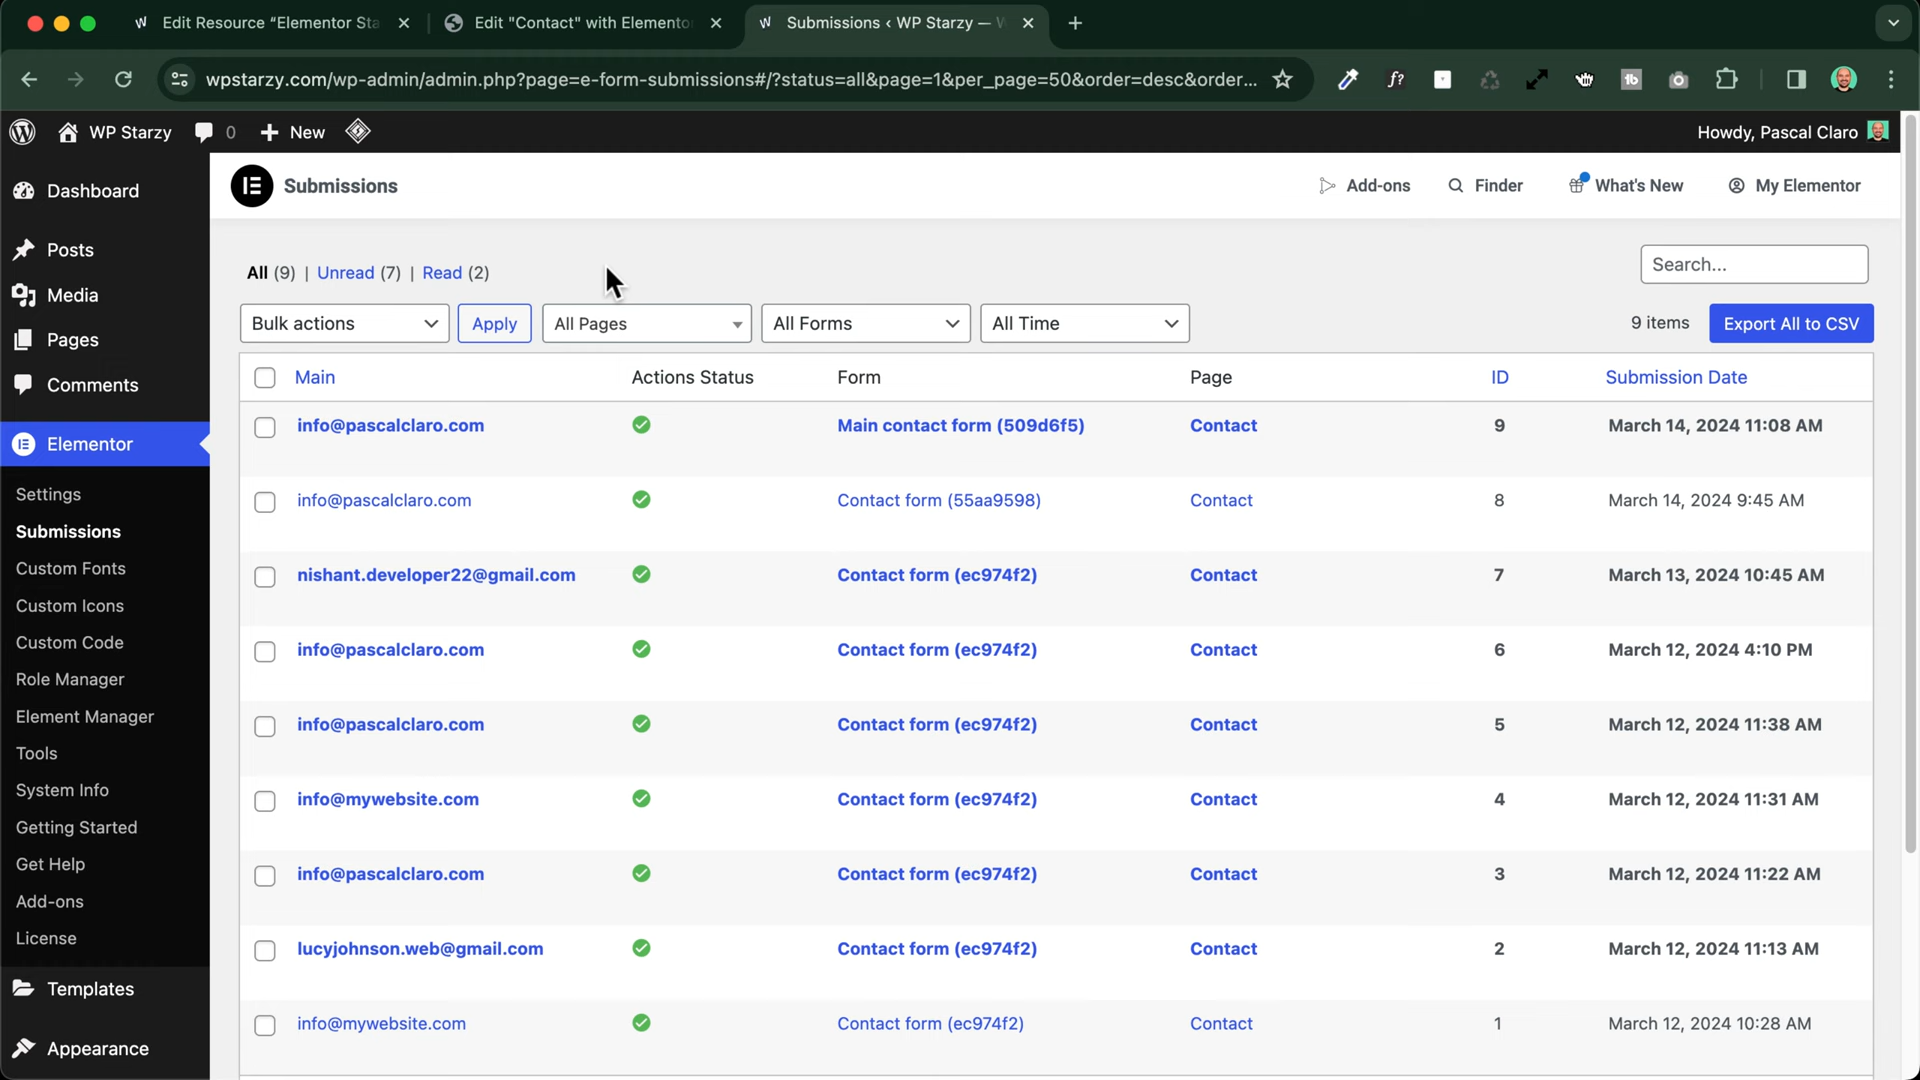 Edit Resource “Elementor Sta
Edit "Contact" with Elementor
Submissions ‹ WP Starzy — W
wpstarzy.com/wp-admin/admin.php?page=e-form-submissions#/?status=all&page=1&per_page=50&order=desc&order...
f?
tb
WP Starzy
0
New
Howdy, Pascal Claro
Dashboard
Posts
Media
Pages
Comments
Elementor
Settings
Submissions
Custom Fonts
Custom Icons
Custom Code
Role Manager
Element Manager
Tools
System Info
Getting Started
Get Help
Add-ons
License
Templates
Appearance
Submissions
Add-ons
Finder
What's New
My Elementor
All (9) | Unread (7) | Read (2)
Search...
Bulk actions
Apply
All Pages
All Forms
All Time
9 items
Export All to CSV
Main Actions Status Form Page ID Submission Date
info@pascalclaro.com Main contact form (509d6f5) Contact 9 March 14, 2024 11:08 AM
info@pascalclaro.com Contact form (55aa9598) Contact 8 March 14, 2024 9:45 AM
nishant.developer22@gmail.com Contact form (ec974f2) Contact 7 March 13, 2024 10:45 AM
info@pascalclaro.com Contact form (ec974f2) Contact 6 March 12, 2024 4:10 PM
info@pascalclaro.com Contact form (ec974f2) Contact 5 March 12, 2024 11:38 AM
info@mywebsite.com Contact form (ec974f2) Contact 4 March 12, 2024 11:31 AM
info@pascalclaro.com Contact form (ec974f2) Contact 3 March 12, 2024 11:22 AM
lucyjohnson.web@gmail.com Contact form (ec974f2) Contact 2 March 12, 2024 11:13 AM
info@mywebsite.com Contact form (ec974f2) Contact 1 March 12, 2024 10:28 AM